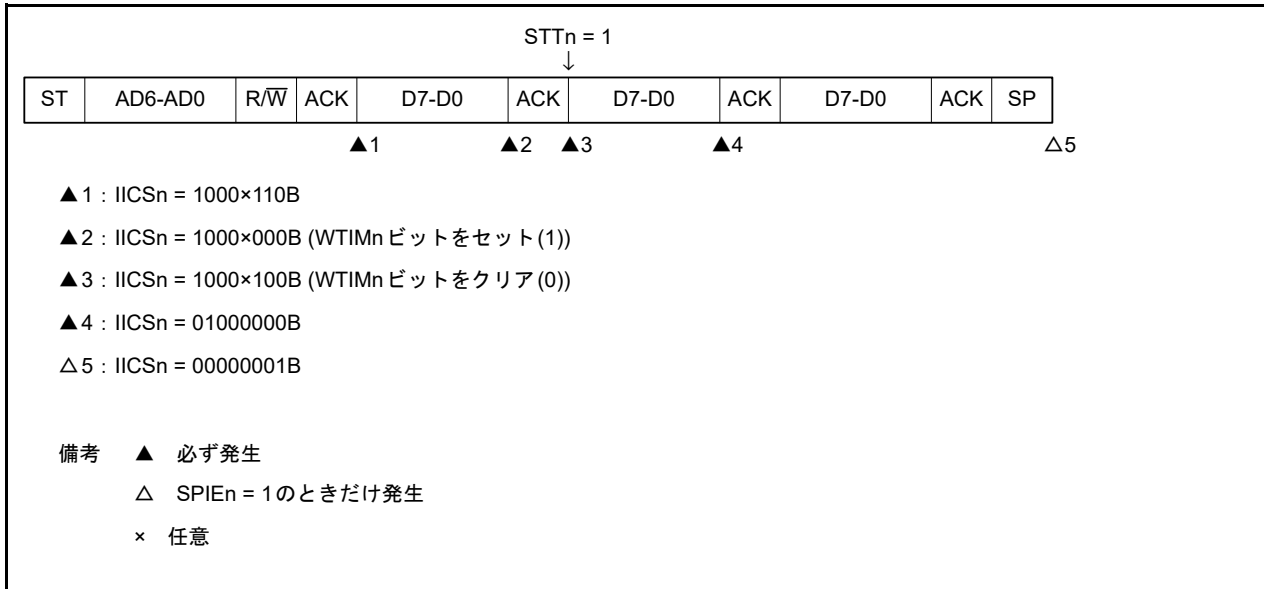 STTn = 1
↓
ST AD6-AD0 R/W̅ ACK D7-D0 ACK D7-D0 ACK D7-D0 ACK SP
▲1 ▲2 ▲3 ▲4 △5
▲1：IICSn = 1000×110B
▲2：IICSn = 1000×000B (WTIMnビットをセット(1))
▲3：IICSn = 1000×100B (WTIMnビットをクリア(0))
▲4：IICSn = 01000000B
△5：IICSn = 00000001B
備考 ▲ 必ず発生
△ SPIEn = 1のときだけ発生
× 任意